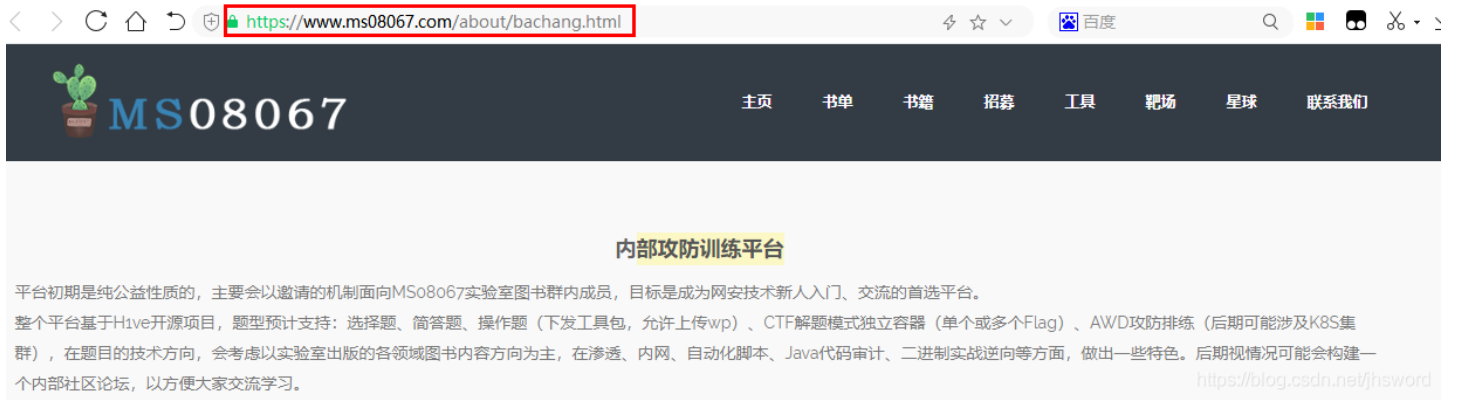 https://www.ms08067.com/about/bachang.html
百度
MS08067
主页 书单 书籍 招募 工具 靶场 星球 联系我们
内部攻防训练平台
平台初期是纯公益性质的，主要会以邀请的机制面向MS08067实验室图书群内成员，目标是成为网安技术新人入门、交流的首选平台。
整个平台基于H1ve开源项目，题型预计支持：选择题、简答题、操作题（下发工具包，允许上传wp）、CTF解题模式独立容器（单个或多个Flag）、AWD攻防排练（后期可能涉及K8S集
群），在题目的技术方向，会考虑以实验室出版的各领域图书内容方向为主，在渗透、内网、自动化脚本、Java代码审计、二进制实战逆向等方面，做出一些特色。后期视情况可能会构建一
个内部社区论坛，以方便大家交流学习。
https://blog.csdn.net/jhsword